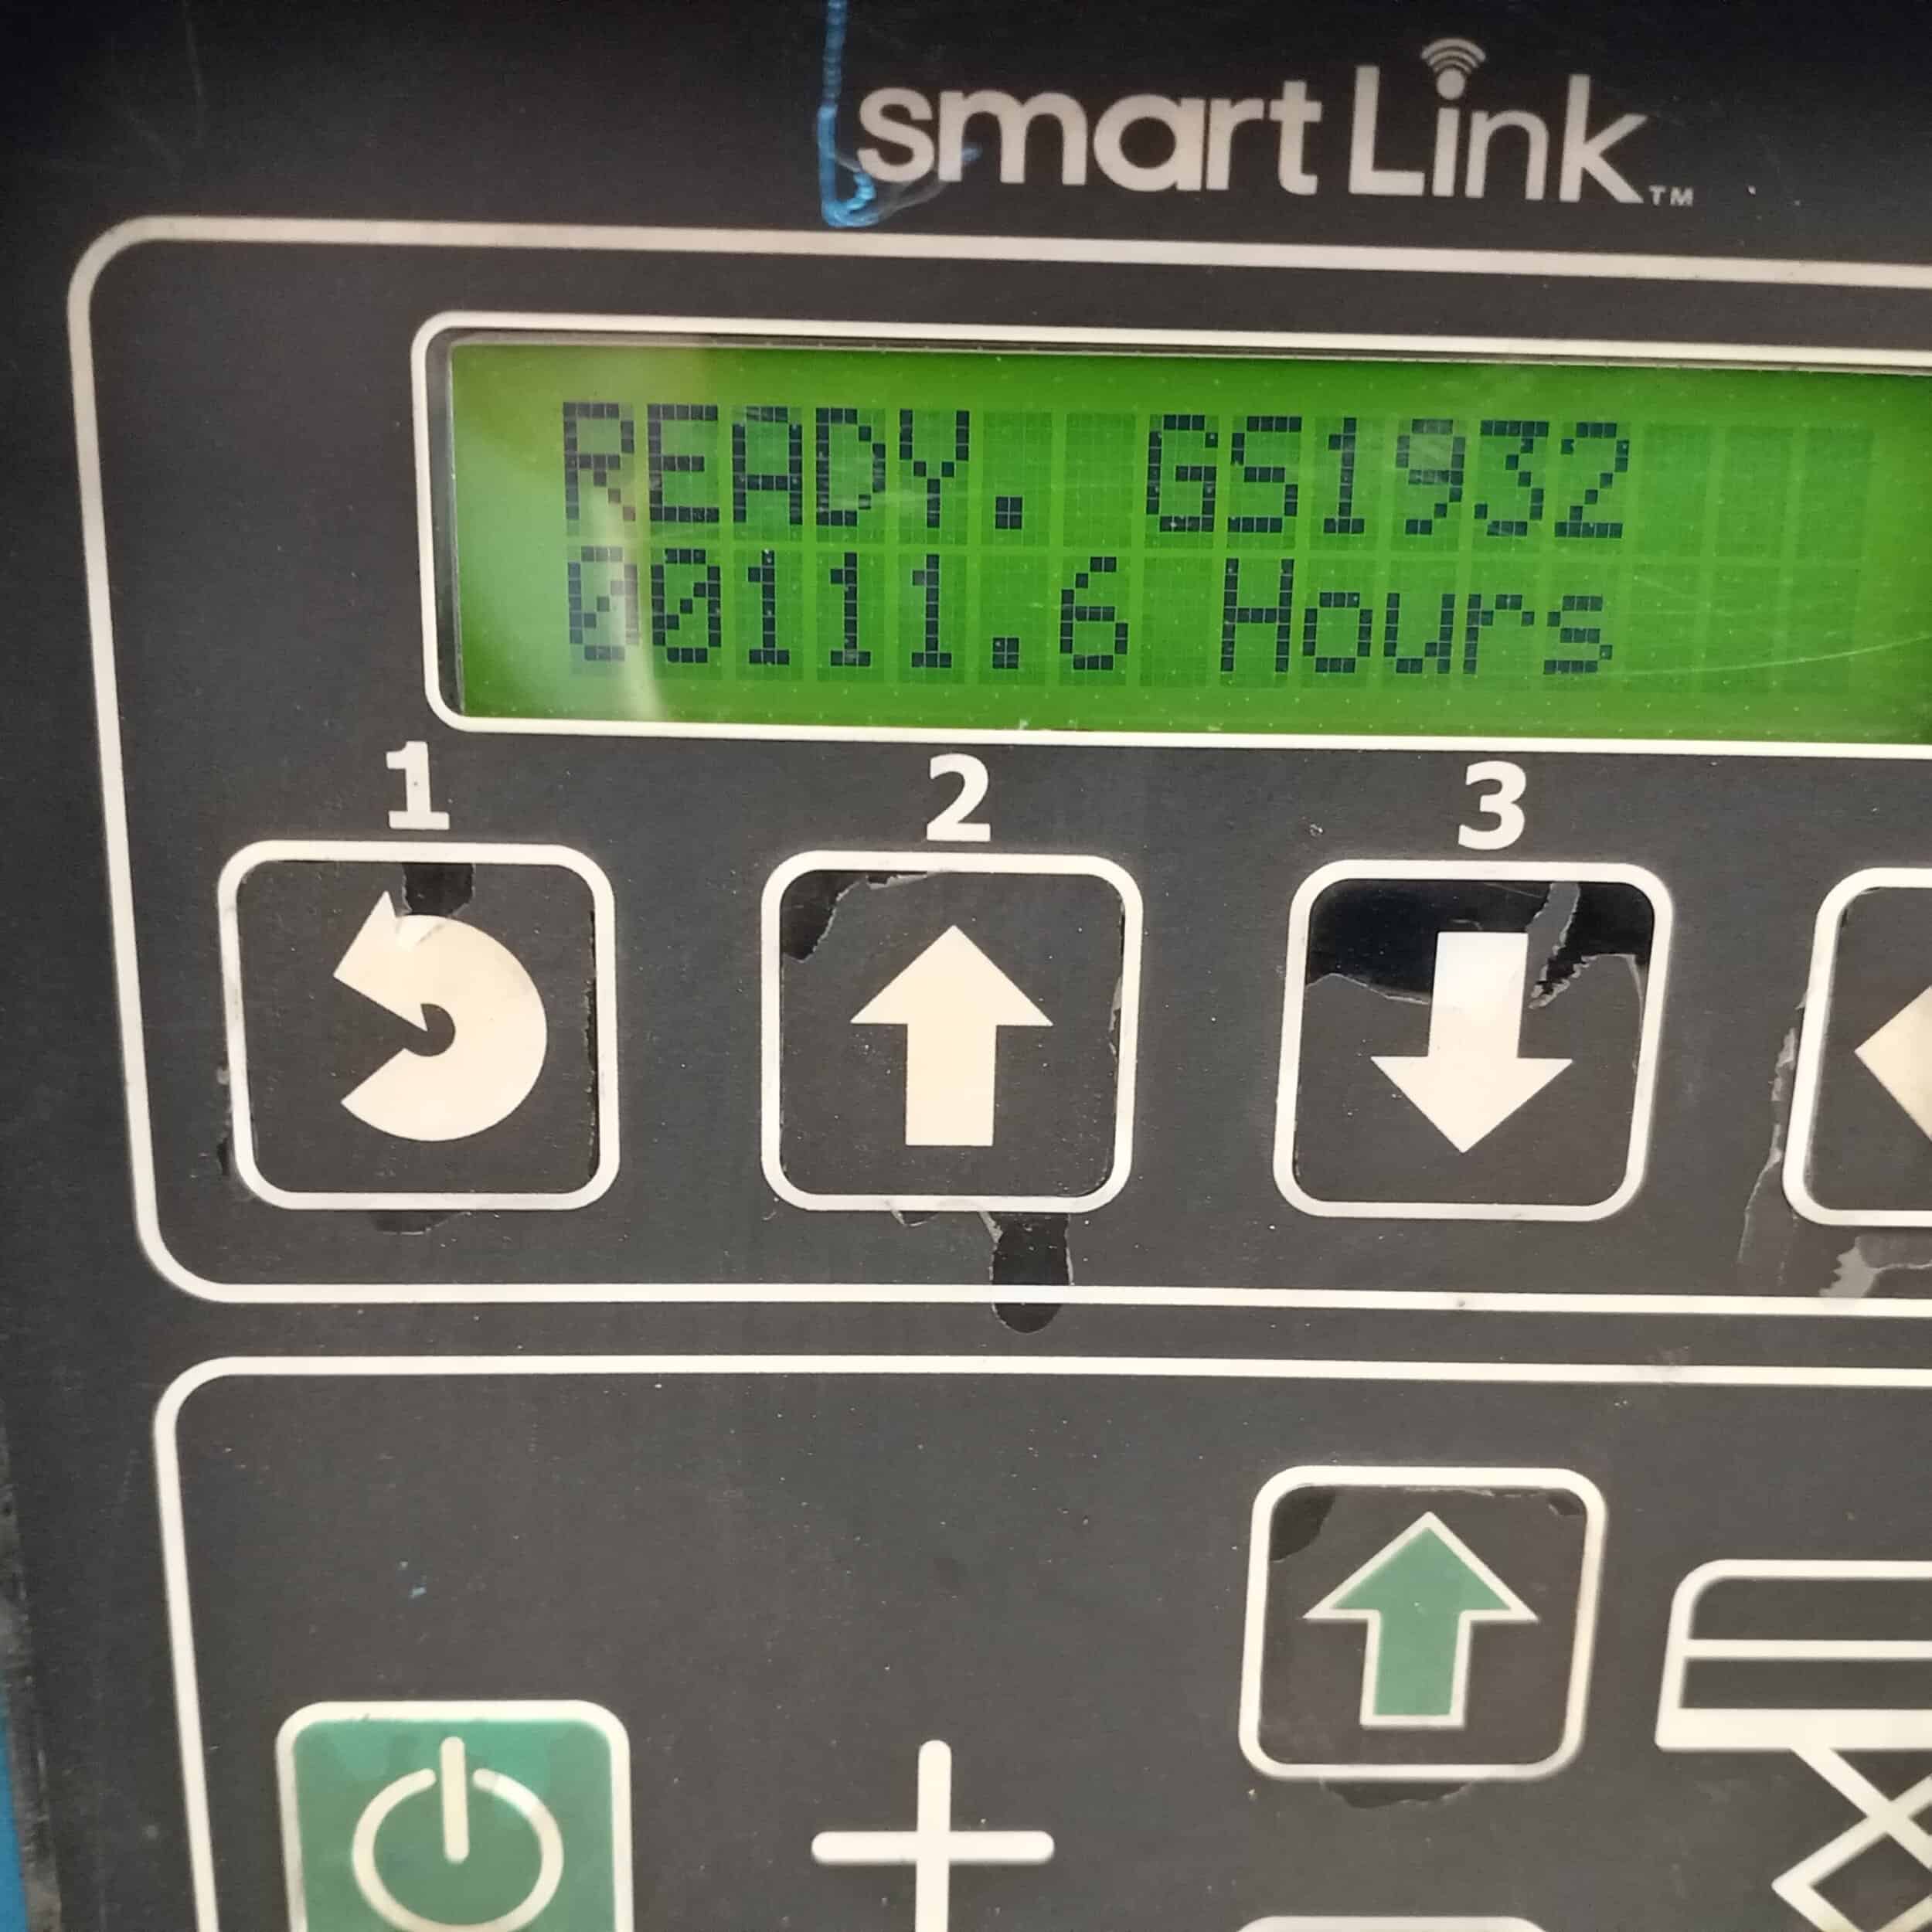 smart Link™
READY. GS1932
00111.6 Hours
1 2 3